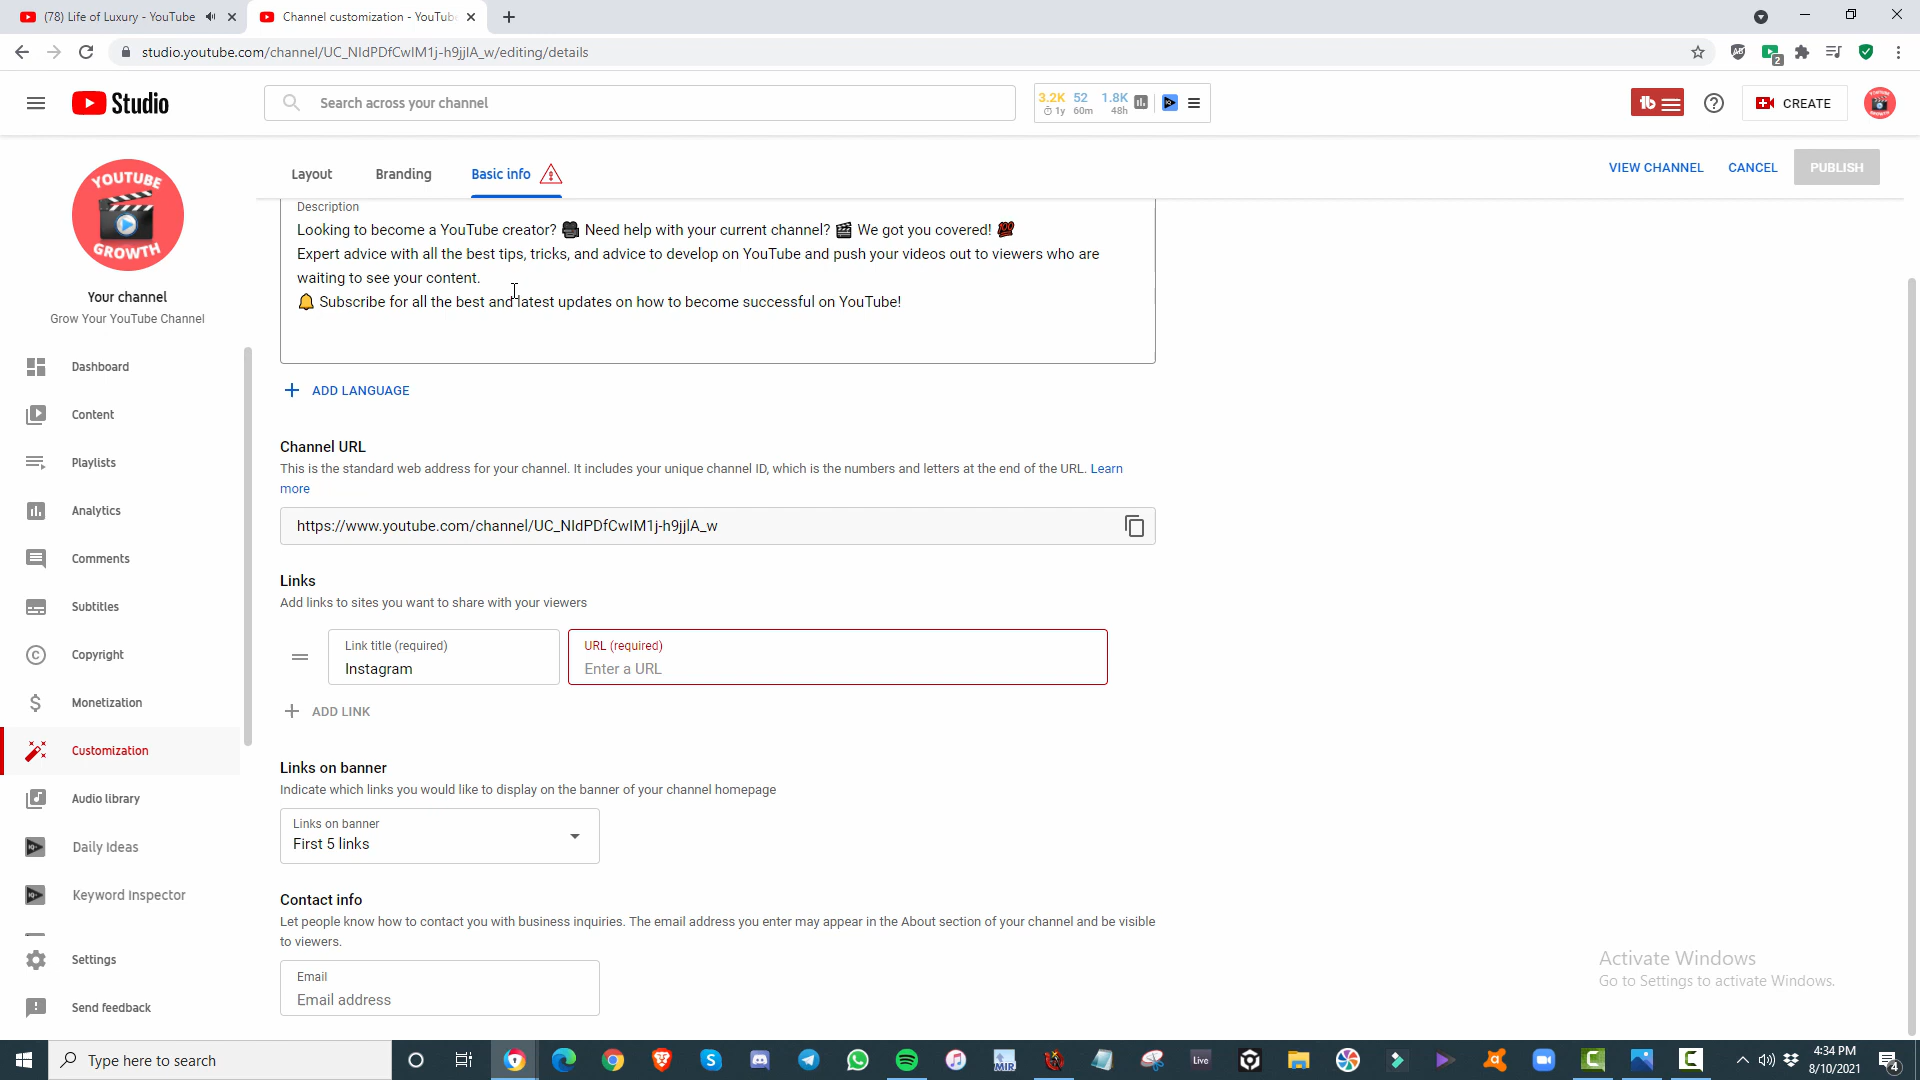 (78) Life of Luxury - YouTube
Channel customization - YouTube
studio.youtube.com/channel/UC_NIdPDfCwIM1j-h9jjlA_w/editing/details
2
Studio
Search across your channel
3.2K 52 1.8K
1y 60m 48h
tb
CREATE
YOUTUBE
GROWTH
Layout
Branding
Basic info
VIEW CHANNEL
CANCEL
PUBLISH
Your channel
Grow Your YouTube Channel
Dashboard
Content
Playlists
Analytics
Comments
Subtitles
Copyright
Monetization
Customization
Audio library
Daily Ideas
Keyword Inspector
Settings
Send feedback
Description
Looking to become a YouTube creator? 🎥 Need help with your current channel? 🎬 We got you covered! 💯
Expert advice with all the best tips, tricks, and advice to develop on YouTube and push your videos out to viewers who are
waiting to see your content.
🔔 Subscribe for all the best and latest updates on how to become successful on YouTube!
ADD LANGUAGE
Channel URL
This is the standard web address for your channel. It includes your unique channel ID, which is the numbers and letters at the end of the URL. Learn
more
https://www.youtube.com/channel/UC_NIdPDfCwIM1j-h9jjlA_w
Links
Add links to sites you want to share with your viewers
Link title (required)
Instagram
URL (required)
Enter a URL
ADD LINK
Links on banner
Indicate which links you would like to display on the banner of your channel homepage
Links on banner
First 5 links
Contact info
Let people know how to contact you with business inquiries. The email address you enter may appear in the About section of your channel and be visible
to viewers.
Email
Email address
Activate Windows
Go to Settings to activate Windows.
Type here to search
MIR
Live
4:34 PM
8/10/2021
4